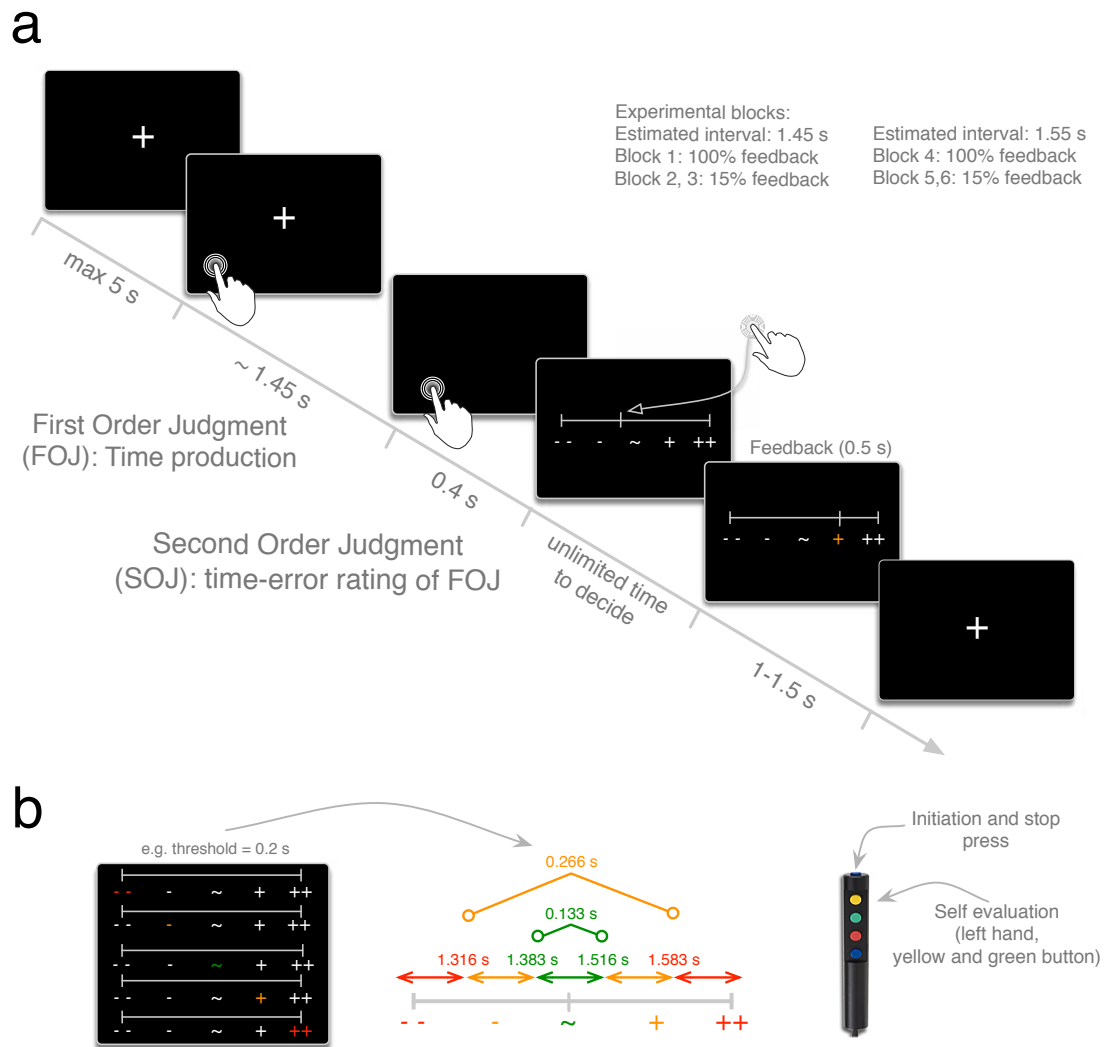 a
Experimental blocks:
Estimated interval: 1.45 s
Block 1: 100% feedback
Block 2, 3: 15% feedback
Estimated interval: 1.55 s
Block 4: 100% feedback
Block 5,6: 15% feedback
+
+
max 5 s
~ 1.45 s
0.4 s
unlimited time
to decide
1-1.5 s
First Order Judgment
(FOJ): Time production
Second Order Judgment
(SOJ): time-error rating of FOJ
- - - ~ + ++
Feedback (0.5 s)
- - - ~ + ++
+
b
e.g. threshold = 0.2 s
- - - ~ + ++
- - - ~ + ++
- - - ~ + ++
- - - ~ + ++
- - - ~ + ++
0.266 s
0.133 s
1.316 s 1.383 s 1.516 s 1.583 s
- - - ~ + ++
Initiation and stop
press
Self evaluation
(left hand,
yellow and green button)